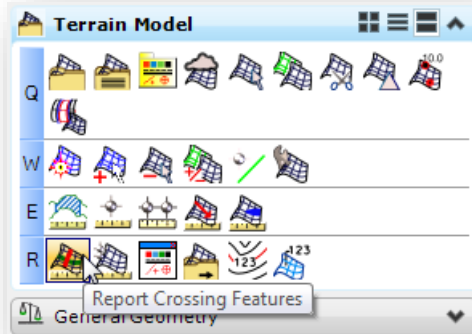 Terrain Model
Q
10.0
W
E
R
123
123
Report Crossing Features
General Geometry